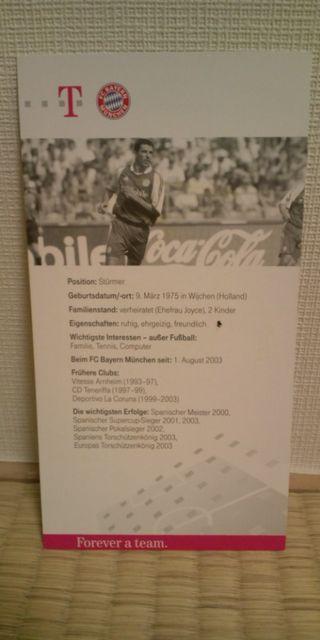 T
FC BAYERN
MÜNCHEN
bile
Coca-Cola
Position: Stürmer
Geburtsdatum/-ort: 9. März 1975 in Wijchen (Holland)
Familienstand: verheiratet (Ehefrau Joyce), 2 Kinder
Eigenschaften: ruhig, ehrgeizig, freundlich
Wichtigste Interessen – außer Fußball:
Familie, Tennis, Computer
Beim FC Bayern München seit: 1. August 2003
Frühere Clubs:
Vitesse Arnheim (1993–97),
CD Teneriffa (1997–99),
Deportivo La Coruna (1999–2003)
Die wichtigsten Erfolge: Spanischer Meister 2000,
Spanischer Supercup-Sieger 2001, 2003,
Spanischer Pokalsieger 2002,
Spaniens Torschützenkönig 2003,
Europas Torschützenkönig 2003
Forever a team.